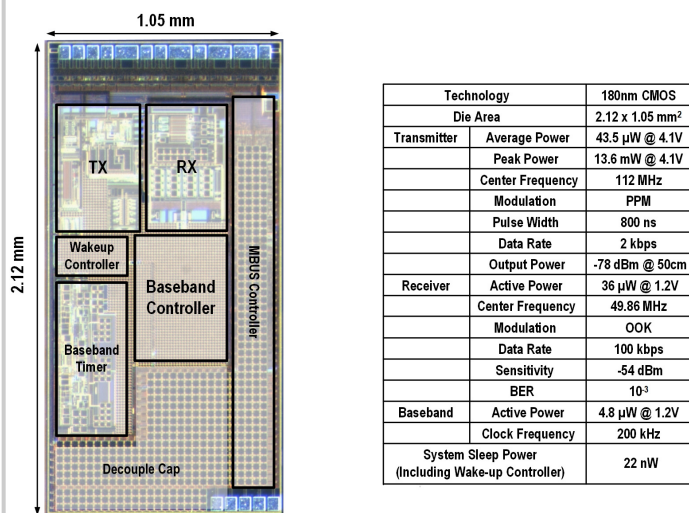 1.05 mm
2.12 mm
TX
RX
Wakeup
Controller
Baseband
Controller
MBUS Controller
Baseband
Timer
Decouple Cap
Technology 180nm CMOS
Die Area 2.12 x 1.05 mm²
Transmitter Average Power 43.5 µW @ 4.1V
Peak Power 13.6 mW @ 4.1V
Center Frequency 112 MHz
Modulation PPM
Pulse Width 800 ns
Data Rate 2 kbps
Output Power -78 dBm @ 50cm
Receiver Active Power 36 µW @ 1.2V
Center Frequency 49.86 MHz
Modulation OOK
Data Rate 100 kbps
Sensitivity -54 dBm
BER 10⁻³
Baseband Active Power 4.8 µW @ 1.2V
Clock Frequency 200 kHz
System Sleep Power
(Including Wake-up Controller) 22 nW